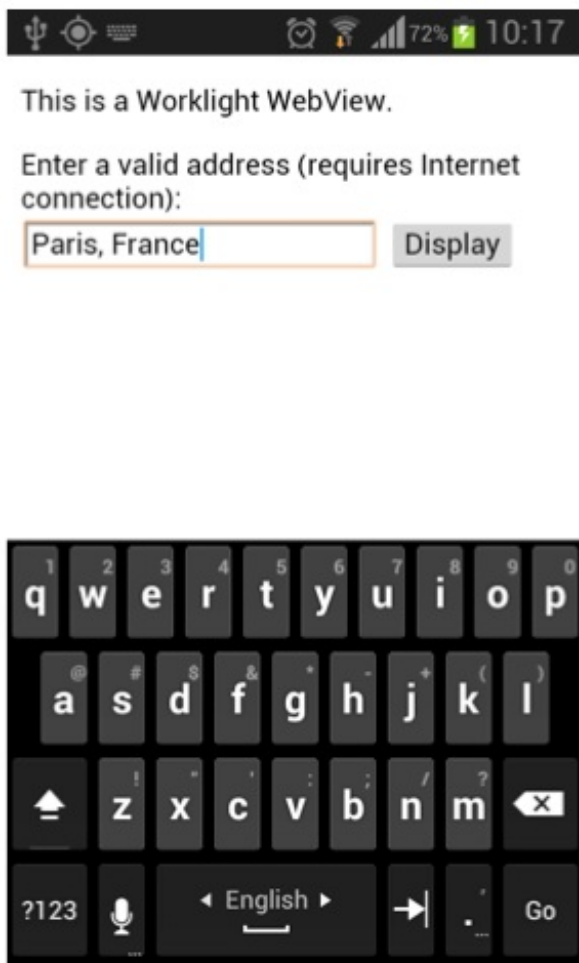 72% 10:17
This is a Worklight WebView.
Enter a valid address (requires Internet
connection):
Paris, France Display
1 2 3 4 5 6 7 8 9 0
q w e r t y u i o p
@ # $ & * - + ( )
a s d f g h j k l
! " ' : ; / ?
z x c v b n m
?123 English . ' Go